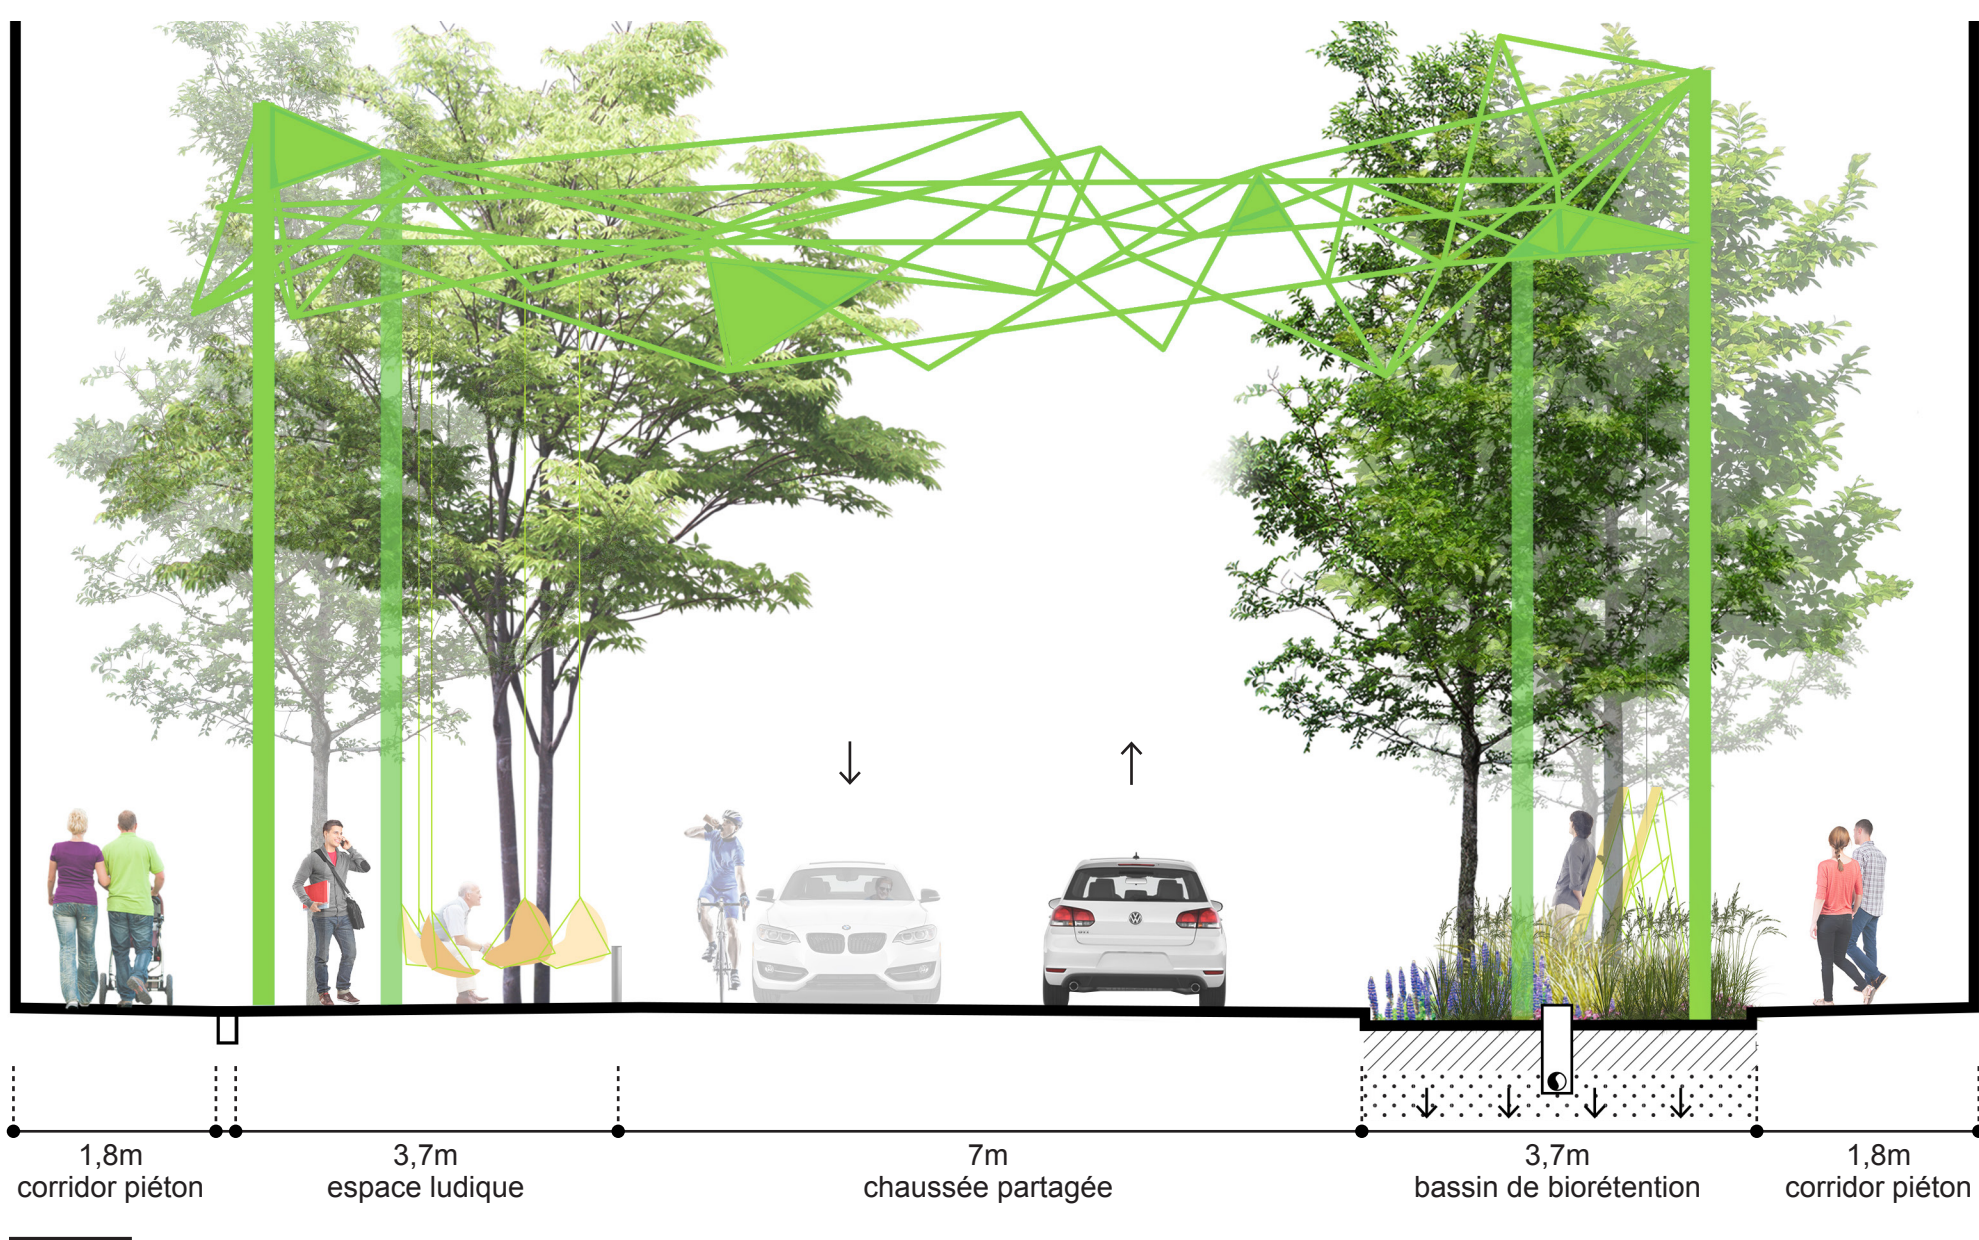 1,8m
corridor piéton
3,7m
espace ludique
7m
chaussée partagée
3,7m
bassin de biorétention
1,8m
corridor piéton